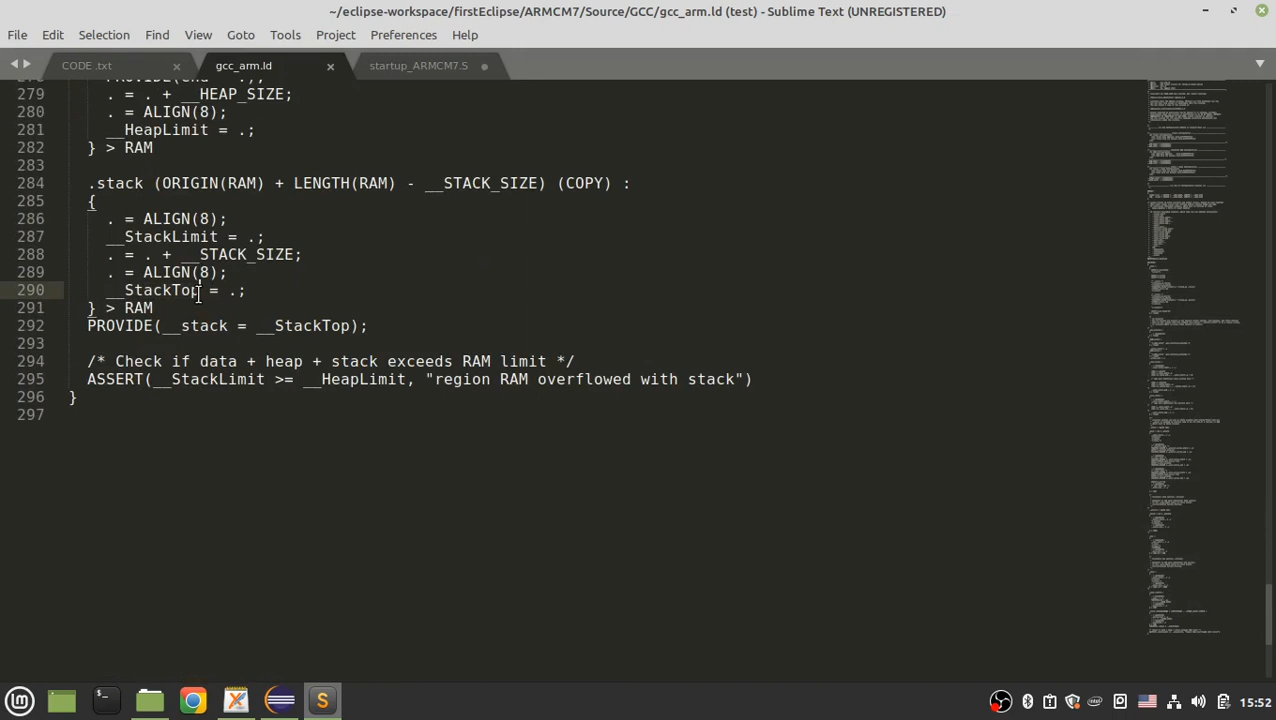 ~/eclipse-workspace/firstEclipse/ARMCM7/Source/GCC/gcc_arm.ld (test) - Sublime Text (UNREGISTERED)
File Edit Selection Find View Goto Tools Project Preferences Help
CODE .txt gcc_arm.ld startup_ARMCM7.S
279 . = . + __HEAP_SIZE;
280 . = ALIGN(8);
281 __HeapLimit = .;
282 } > RAM
283
284 .stack (ORIGIN(RAM) + LENGTH(RAM) - __STACK_SIZE) (COPY) :
285 {
286 . = ALIGN(8);
287 __StackLimit = .;
288 . = . + __STACK_SIZE;
289 . = ALIGN(8);
290 __StackTop = .;
291 } > RAM
292 PROVIDE(__stack = __StackTop);
293
294 /* Check if data + heap + stack exceeds RAM limit */
295 ASSERT(__StackLimit >= __HeapLimit, "region RAM overflowed with stack")
296 }
297
15:52